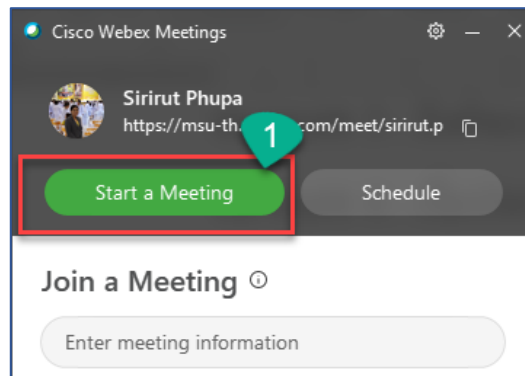 Cisco Webex Meetings
Sirirut Phupa
https://msu-th. com/meet/sirirut.p
1
Start a Meeting
Schedule
Join a Meeting
Enter meeting information